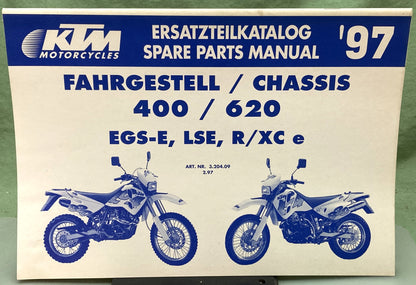 KTM
MOTORCYCLES
ERSATZTEILKATALOG
SPARE PARTS MANUAL
'97
FAHRGESTELL / CHASSIS
400 / 620
EGS-E, LSE, R/XC e
ART. NR. 3.204.09
2.97